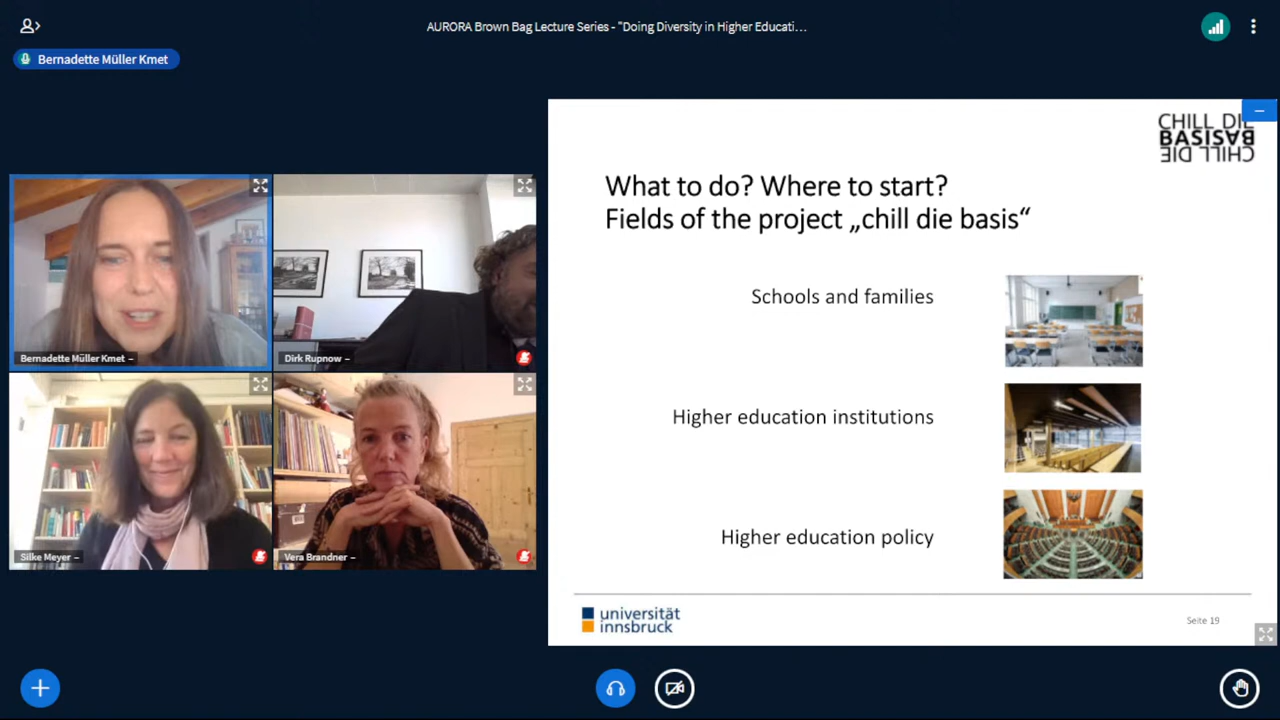 AURORA Brown Bag Lecture Series - "Doing Diversity in Higher Educati...
Bernadette Müller Kmet
Bernadette Müller Kmet
Dirk Rupnow
Silke Meyer
Vera Brandner
CHILL DIE
BASIS
CHILL DIE
What to do? Where to start?
Fields of the project „chill die basis“
Schools and families
Higher education institutions
Higher education policy
universität
innsbruck
Seite 19